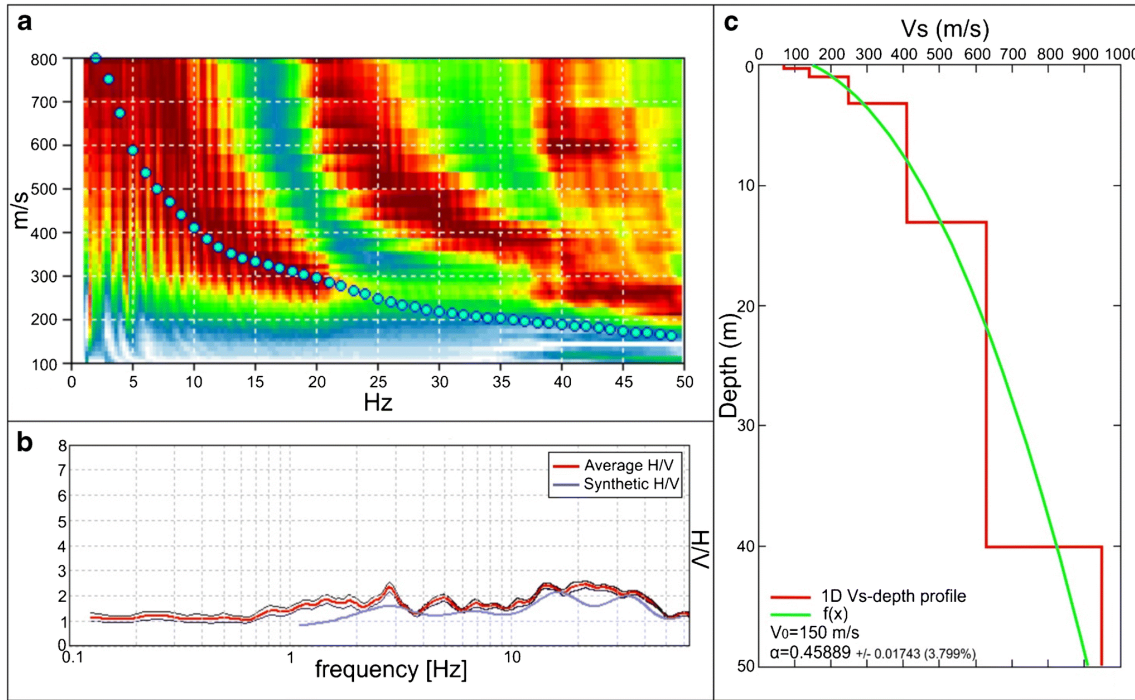 a
800
700
600
500
400
300
200
100
m/s
0 5 10 15 20 25 30 35 40 45 50
Hz
b
8
7
6
5
4
3
2
1
0
Average H/V
Synthetic H/V
H/V
0.1 1 10
frequency [Hz]
c
Vs (m/s)
0 100 200 300 400 500 600 700 800 900 1000
0
10
20
30
40
50
Depth (m)
1D Vs-depth profile
f(x)
V₀=150 m/s
α=0.45889 +/- 0.01743 (3.799%)